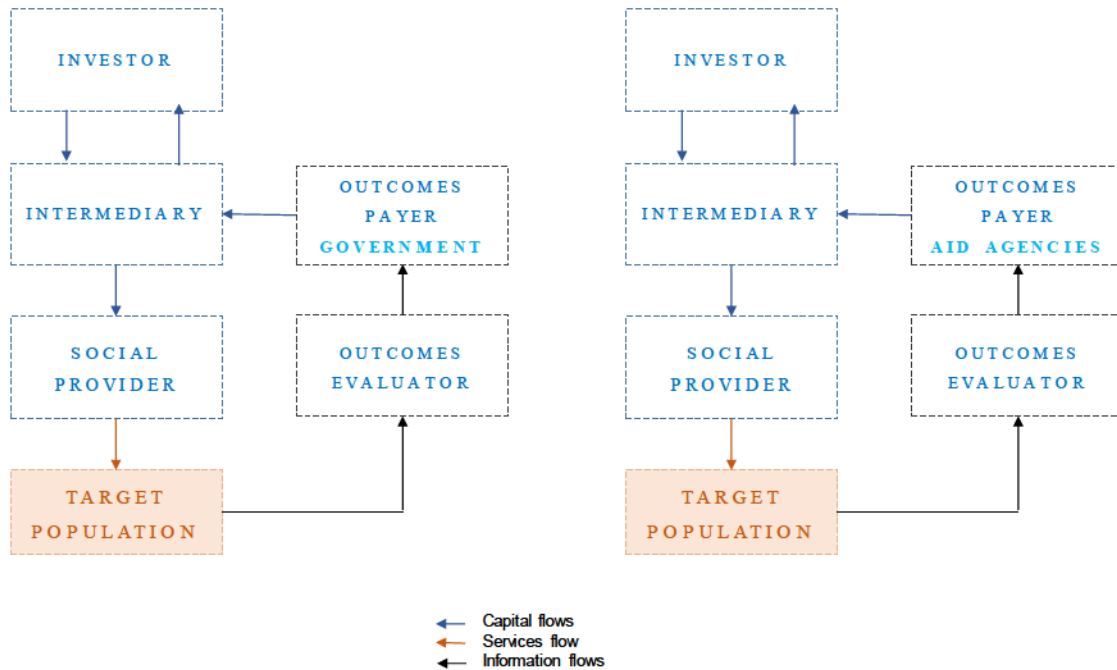 INVESTOR
INTERMEDIARY
OUTCOMES
PAYER
GOVERNMENT
SOCIAL
PROVIDER
OUTCOMES
EVALUATOR
TARGET
POPULATION
INVESTOR
INTERMEDIARY
OUTCOMES
PAYER
AID AGENCIES
SOCIAL
PROVIDER
OUTCOMES
EVALUATOR
TARGET
POPULATION
Capital flows
Services flow
Information flows